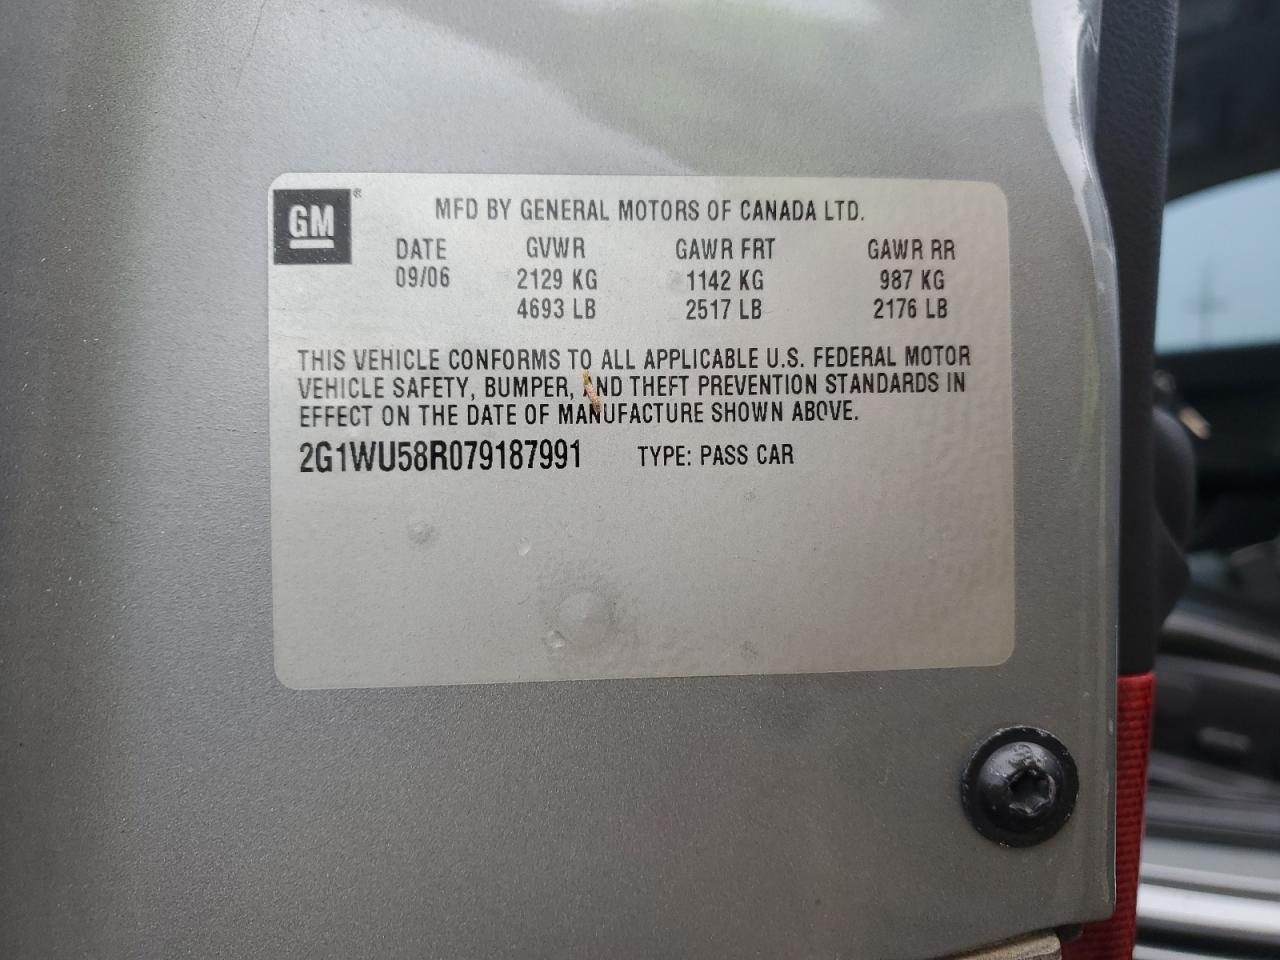 GM®
MFD BY GENERAL MOTORS OF CANADA LTD.
DATE GVWR GAWR FRT GAWR RR
09/06 2129 KG 1142 KG 987 KG
4693 LB 2517 LB 2176 LB
THIS VEHICLE CONFORMS TO ALL APPLICABLE U.S. FEDERAL MOTOR
VEHICLE SAFETY, BUMPER, AND THEFT PREVENTION STANDARDS IN
EFFECT ON THE DATE OF MANUFACTURE SHOWN ABOVE.
2G1WU58R079187991 TYPE: PASS CAR